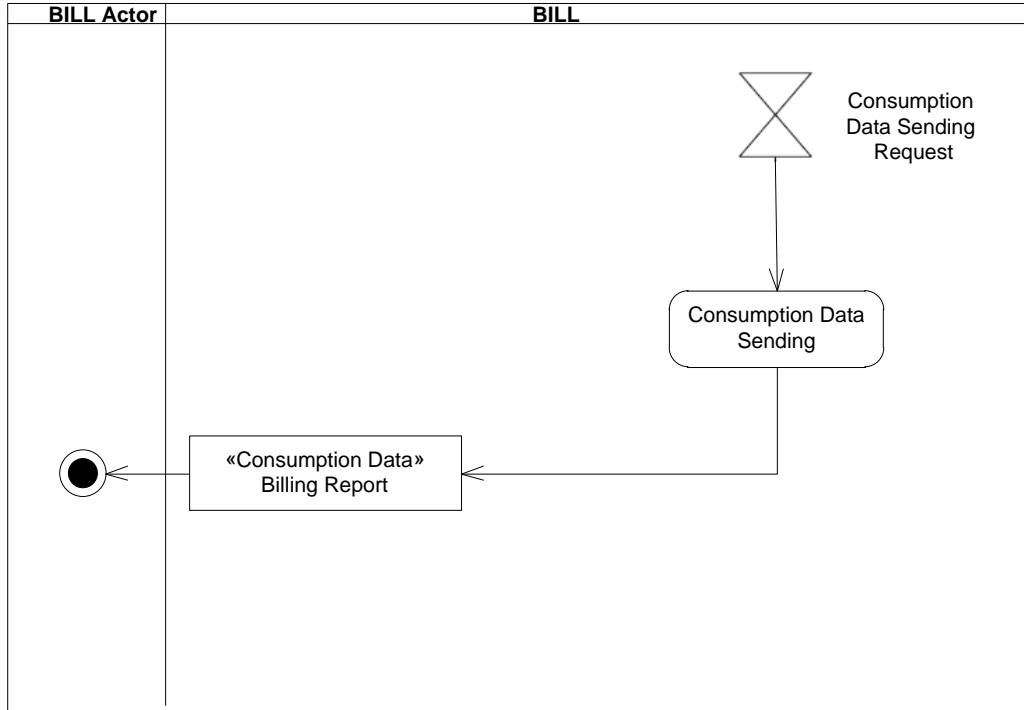 BILL Actor
BILL
Consumption
Data Sending
Request
Consumption Data
Sending
«Consumption Data»
Billing Report